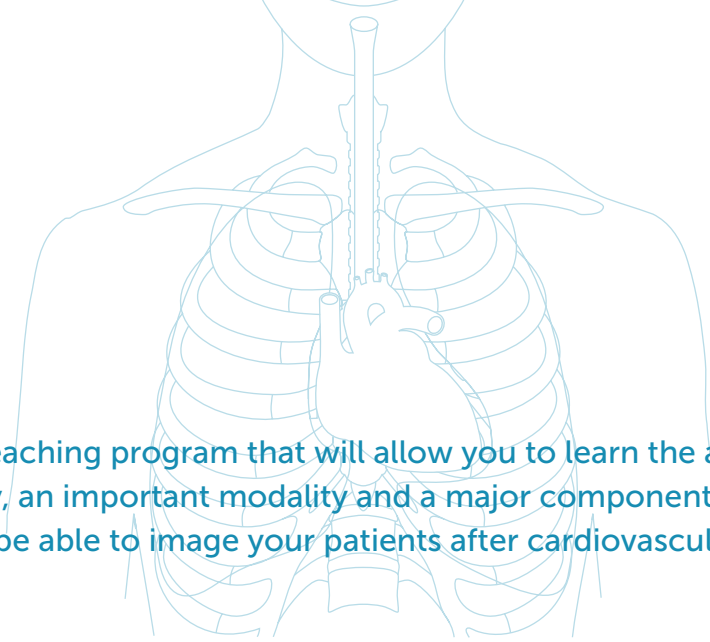 eaching program that will allow you to learn the a
, an important modality and a major component
be able to image your patients after cardiovascul